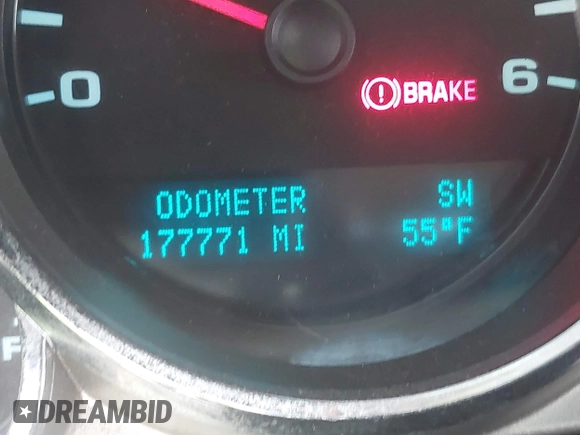 0
6
BRAKE
ODOMETER
SW
177771 MI
55°F
F
DREAMBID